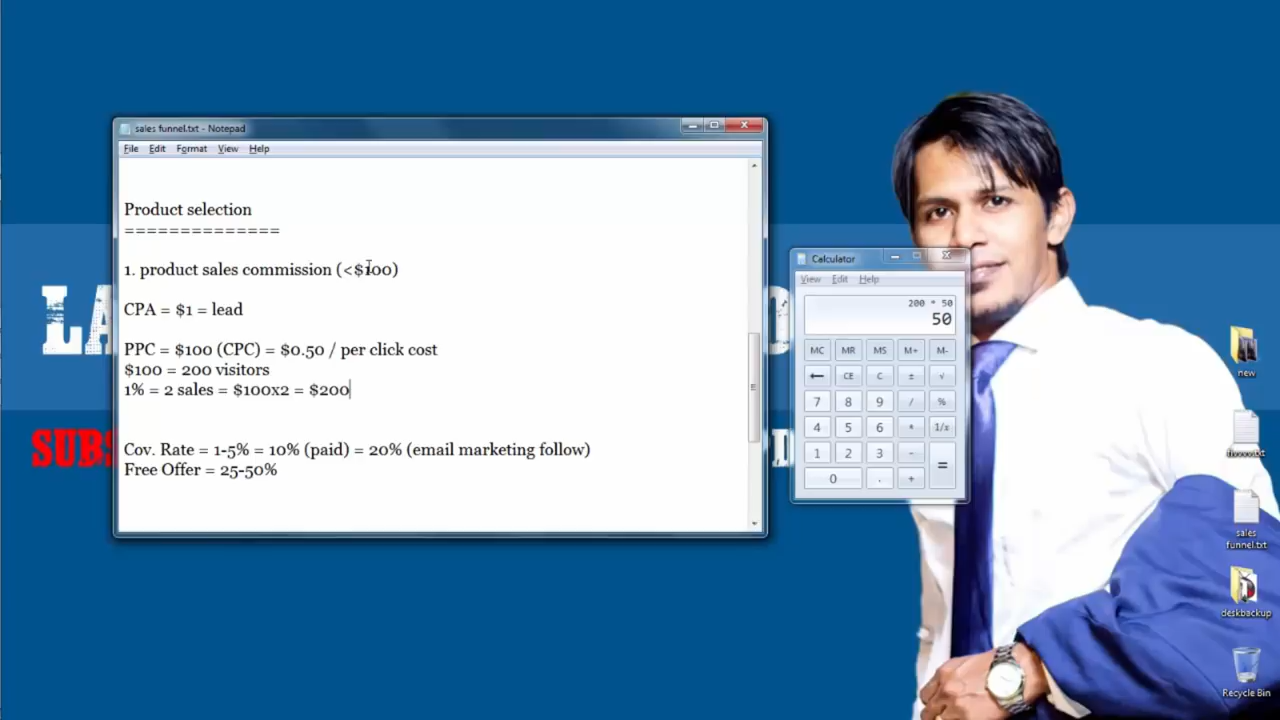 sales funnel.txt - Notepad
File Edit Format View Help
Product selection
==============
1. product sales commission (<$100)
CPA = $1 = lead
PPC = $100 (CPC) = $0.50 / per click cost
$100 = 200 visitors
1% = 2 sales = $100x2 = $200
Cov. Rate = 1-5% = 10% (paid) = 20% (email marketing follow)
Free Offer = 25-50%
Calculator
View Edit Help
200 * 50
50
MC MR MS M+ M-
← CE C ± √
7 8 9 / %
4 5 6 * 1/x
1 2 3 - =
0 . +
LA
SUBS
new
sales
funnel.txt
deskbackup
Recycle Bin